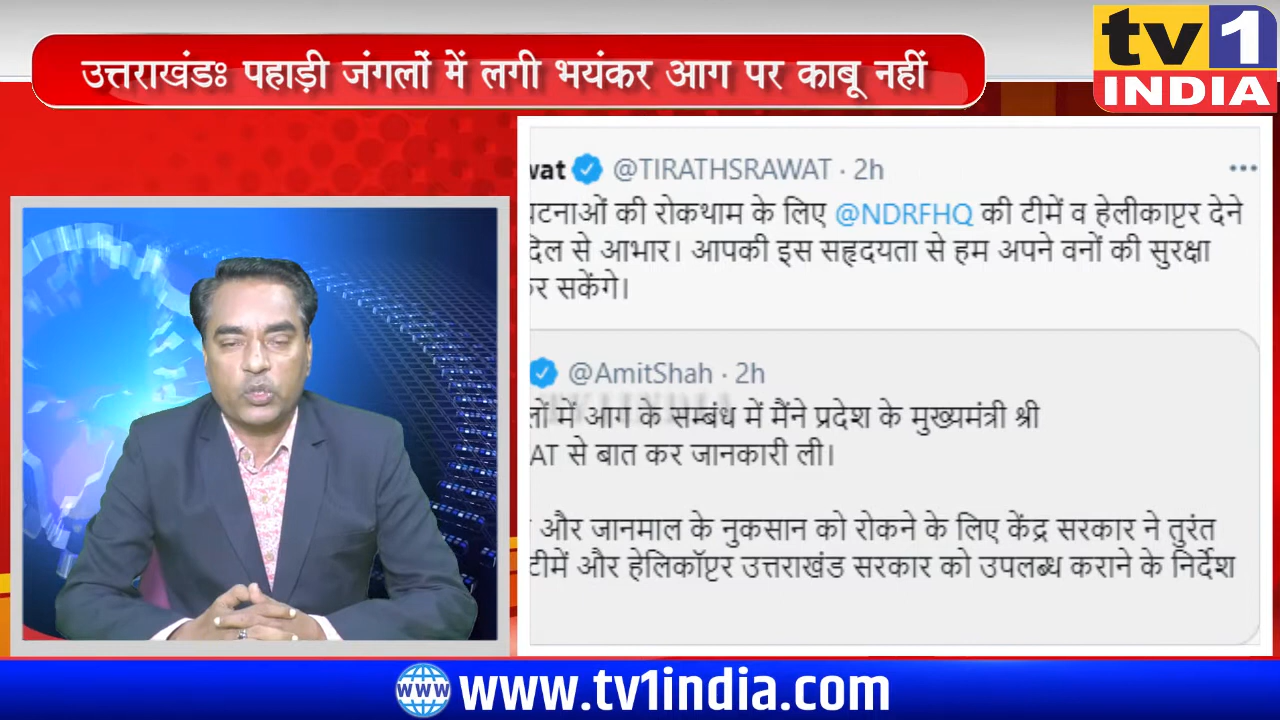 उत्तराखंडः पहाड़ी जंगलों में लगी भयंकर आग पर काबू नहीं
tv1
INDIA
@TIRATHSRAWAT · 2h
की रोकथाम के लिए @NDRFHQ की टीमें व हेलीकाप्टर देने
दिल से आभार। आपकी इस सहृदयता से हम अपने वनों की सुरक्षा
सकेंगे।
@AmitShah · 2h
में आग के सम्बंध में मैंने प्रदेश के मुख्यमंत्री श्री
AT से बात कर जानकारी ली।
और जानमाल के नुकसान को रोकने के लिए केंद्र सरकार ने तुरंत
टीमें और हेलिकॉप्टर उत्तराखंड सरकार को उपलब्ध कराने के निर्देश
www www.tv1india.com